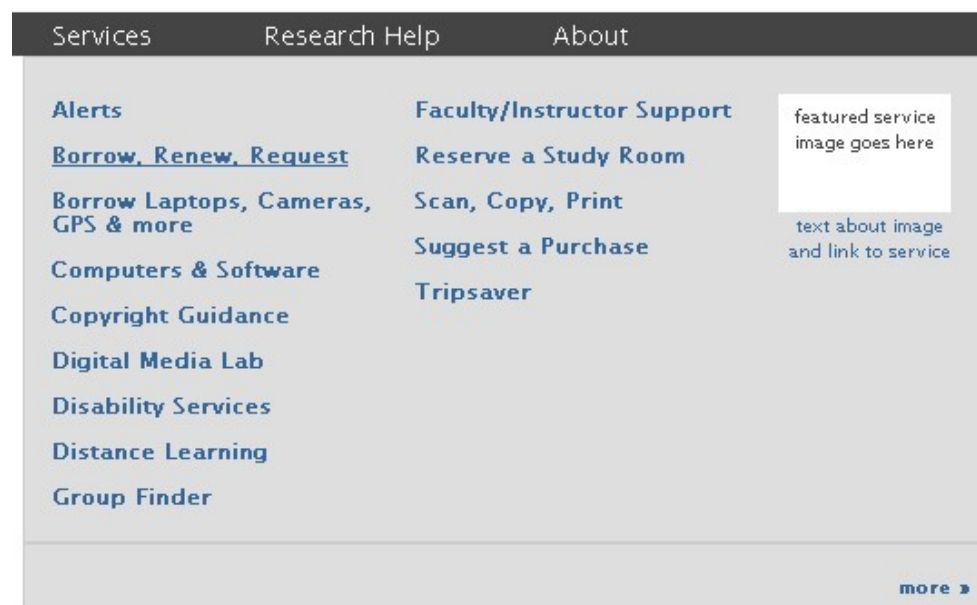 Services Research Help About
Alerts
Borrow, Renew, Request
Borrow Laptops, Cameras,
GPS & more
Computers & Software
Copyright Guidance
Digital Media Lab
Disability Services
Distance Learning
Group Finder
Faculty/Instructor Support
Reserve a Study Room
Scan, Copy, Print
Suggest a Purchase
Tripsaver
featured service
image goes here
text about image
and link to service
more »